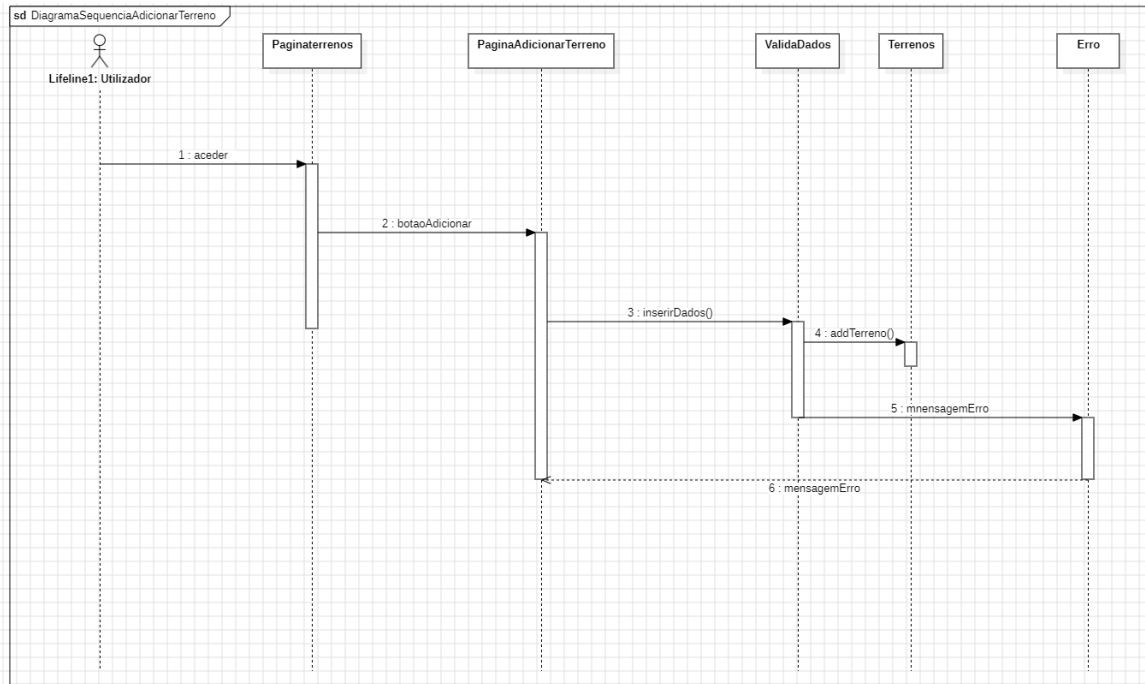 sd DiagramaSequenciaAdicionarTerreno
Lifeline1: Utilizador
Paginaterrenos
PaginaAdicionarTerreno
ValidaDados
Terrenos
Erro
1 : aceder
2 : botaoAdicionar
3 : inserirDados()
4 : addTerreno()
5 : mnensagemErro
6 : mensagemErro